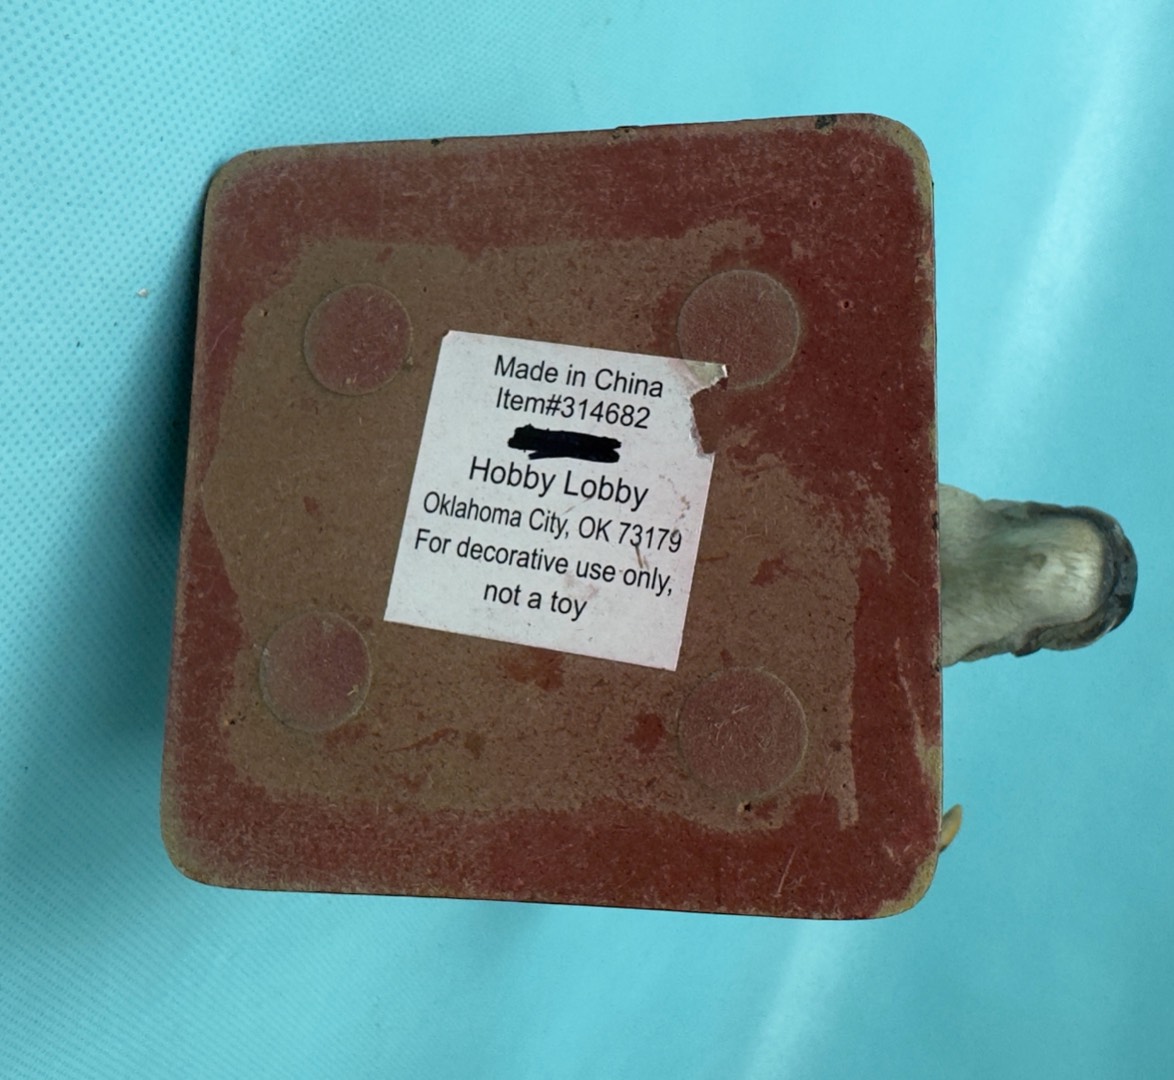 Made in China
Item#314682
Hobby Lobby
Oklahoma City, OK 73179
For decorative use only,
not a toy